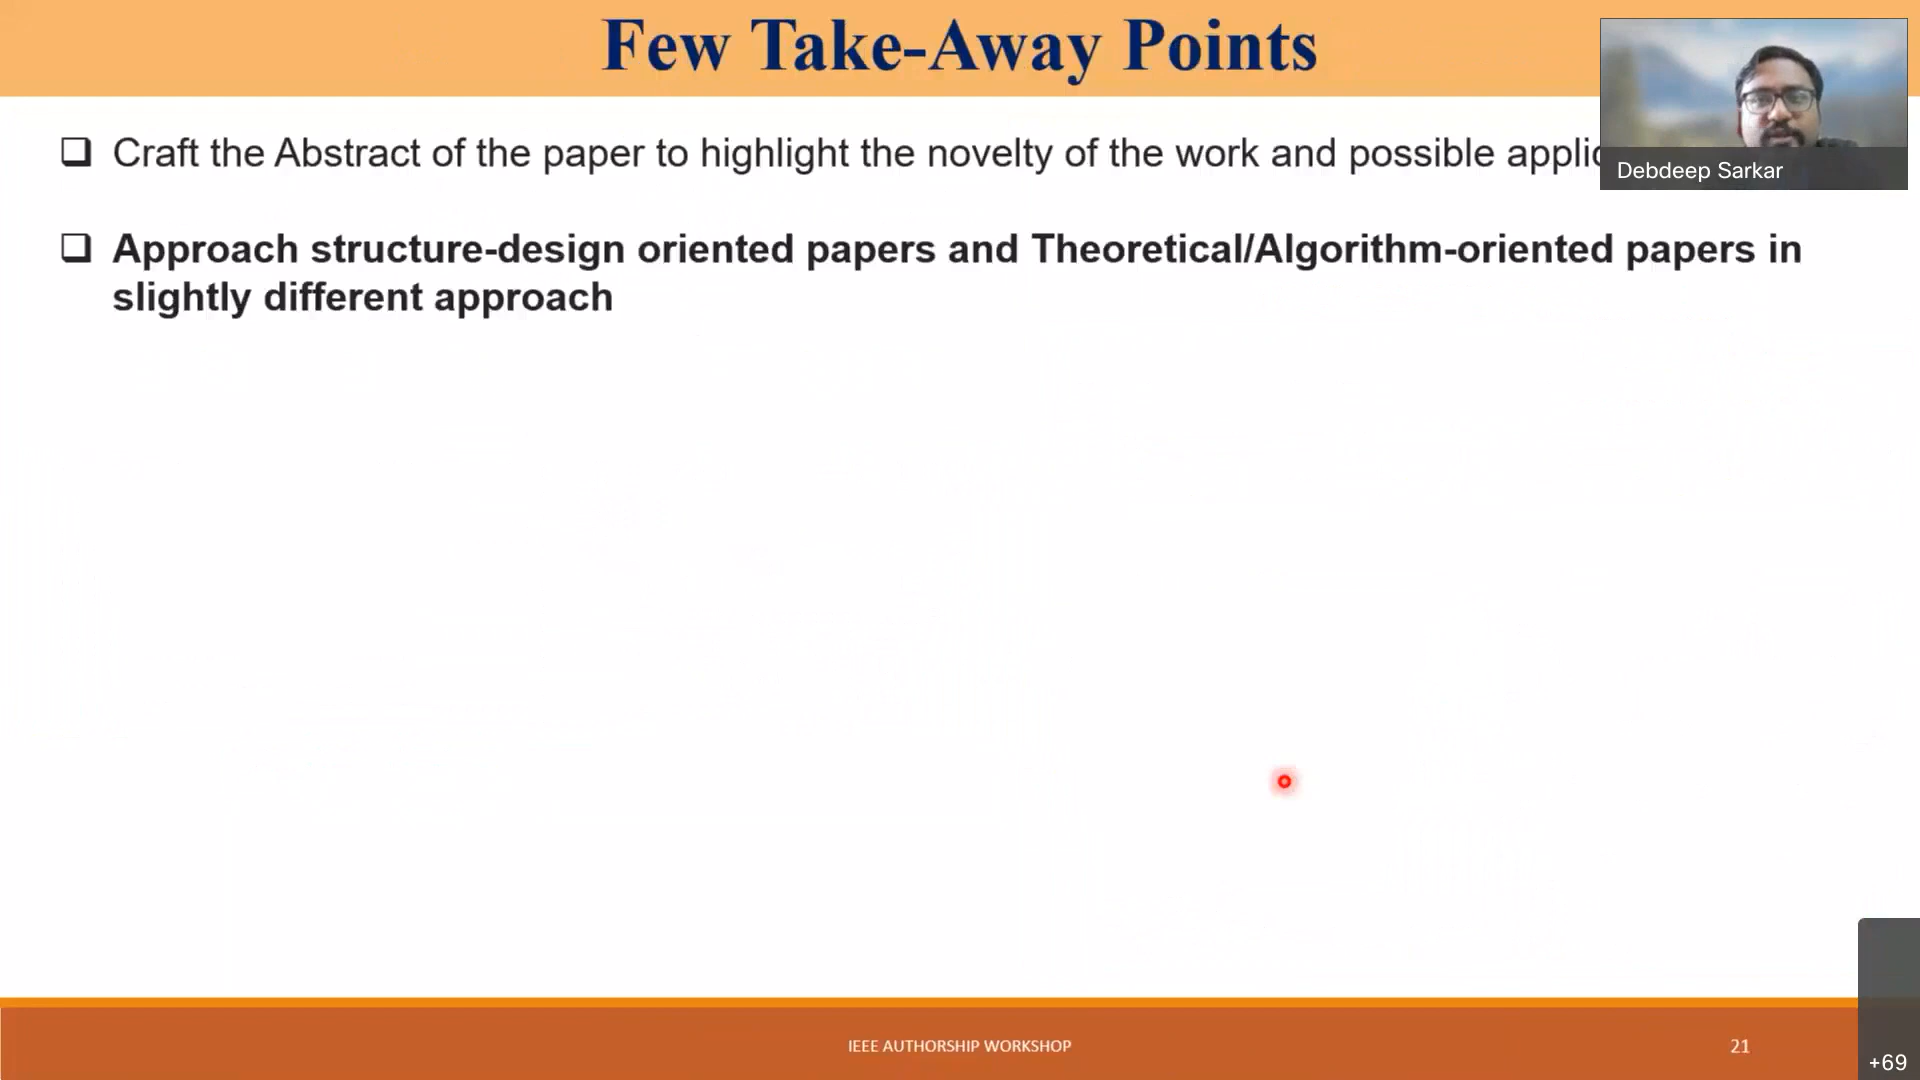 Few Take-Away Points
Craft the Abstract of the paper to highlight the novelty of the work and possible
Debdeep Sarkar
Approach structure-design oriented papers and Theoretical/Algorithm-oriented papers in
slightly different approach
IEEE AUTHORSHIP WORKSHOP
21
+69